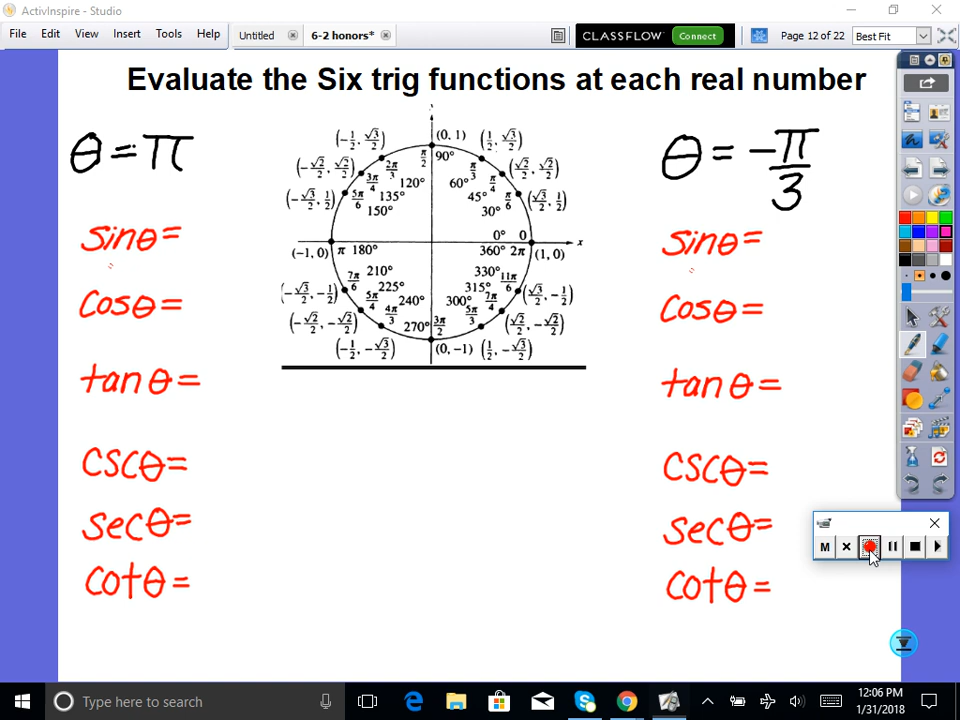 ActivInspire - Studio
File Edit View Insert Tools Help Untitled 6-2 honors* CLASSFLOW Connect Page 12 of 22 Best Fit
Evaluate the Six trig functions at each real number
θ = π
θ = -π/3
y
(0, 1)
(-1/2, √3/2) (1/2, √3/2)
(-√2/2, √2/2) (√2/2, √2/2)
(-√3/2, 1/2) (√3/2, 1/2)
π/2 90°
2π/3 120° 60° π/3
3π/4 135° 45° π/4
5π/6 150° 30° π/6
0° 0
(-1, 0) π 180° 360° 2π (1, 0) x
7π/6 210° 330° 11π/6
5π/4 225° 315° 7π/4
4π/3 240° 300° 5π/3
270° 3π/2
(-√3/2, -1/2) (√3/2, -1/2)
(-√2/2, -√2/2) (√2/2, -√2/2)
(-1/2, -√3/2) (0, -1) (1/2, -√3/2)
sinθ=
cosθ=
tanθ=
cscθ=
secθ=
cotθ=
sinθ=
cosθ=
tanθ=
cscθ=
secθ=
cotθ=
M
Type here to search
12:06 PM
1/31/2018